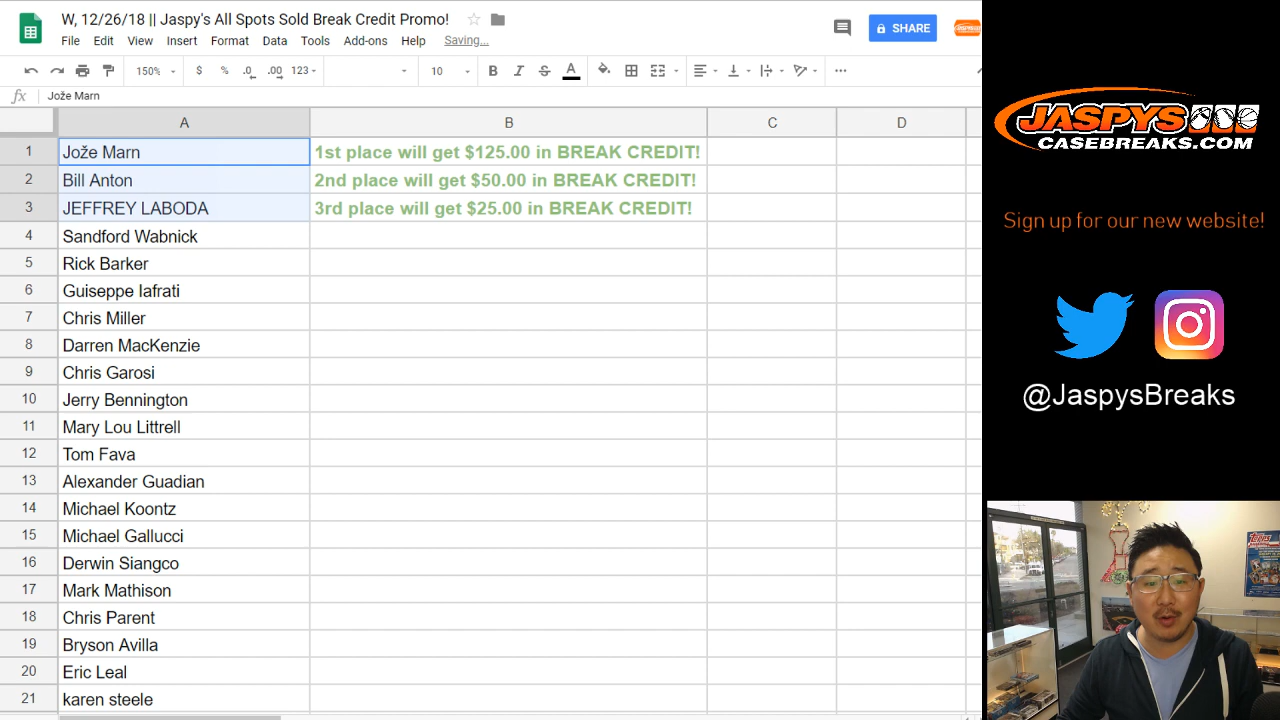 W, 12/26/18 || Jaspy's All Spots Sold Break Credit Promo!
SHARE
File Edit View Insert Format Data Tools Add-ons Help Saving...
150% $ % .0 .00 123 10 B I S A
fx Jože Marn
A B C D
1 Jože Marn 1st place will get $125.00 in BREAK CREDIT!
2 Bill Anton 2nd place will get $50.00 in BREAK CREDIT!
3 JEFFREY LABODA 3rd place will get $25.00 in BREAK CREDIT!
4 Sandford Wabnick
5 Rick Barker
6 Guiseppe Iafrati
7 Chris Miller
8 Darren MacKenzie
9 Chris Garosi
10 Jerry Bennington
11 Mary Lou Littrell
12 Tom Fava
13 Alexander Guadian
14 Michael Koontz
15 Michael Gallucci
16 Derwin Siangco
17 Mark Mathison
18 Chris Parent
19 Bryson Avilla
20 Eric Leal
21 karen steele
JASPYS
CASEBREAKS.COM
Sign up for our new website!
@JaspysBreaks
Topps